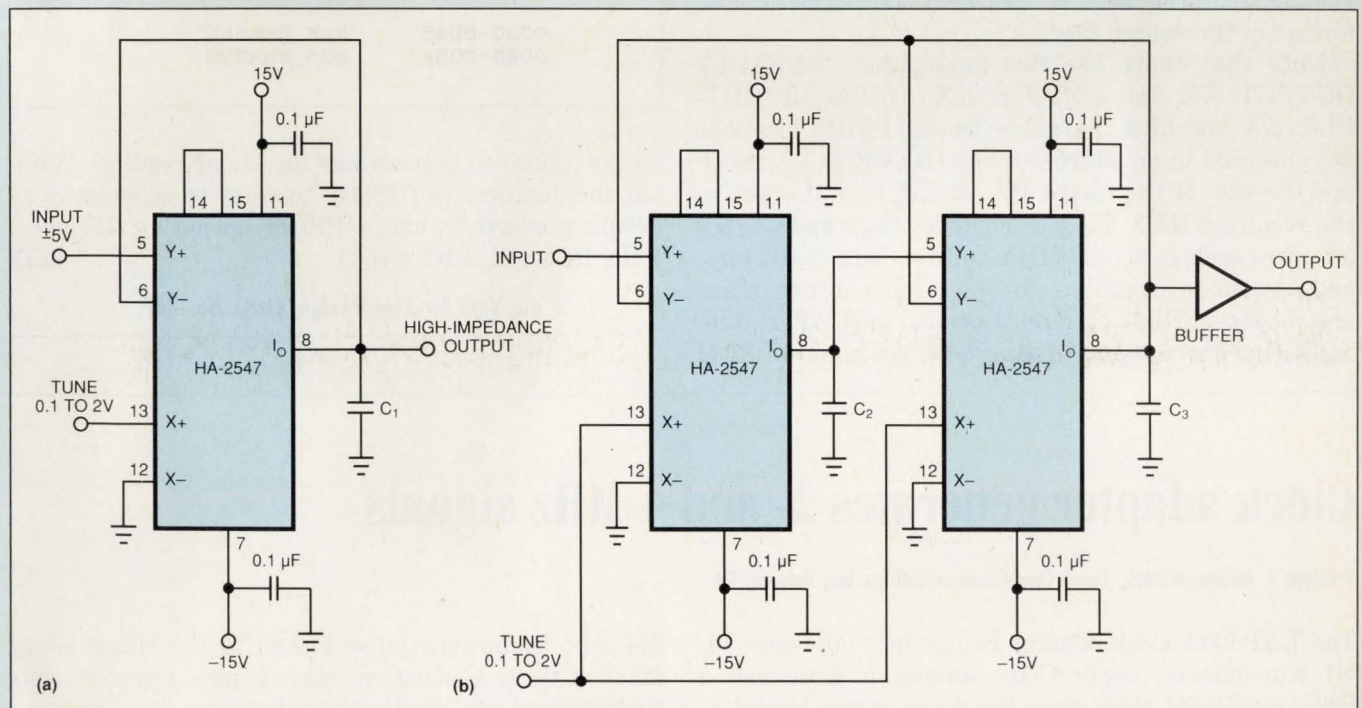 15V
0.1 µF
14 15 11
INPUT
±5V
5 Y+
6 Y−
I_O 8
HIGH-IMPEDANCE
OUTPUT
HA-2547
C1
TUNE
0.1 TO 2V
13 X+
12 X−
7
0.1 µF
−15V
(a)
15V
0.1 µF
14 15 11
INPUT
5 Y+
6 Y−
I_O 8
HA-2547
C2
13 X+
12 X−
7
0.1 µF
−15V
TUNE
0.1 TO 2V
(b)
15V
0.1 µF
14 15 11
5 Y+
6 Y−
I_O 8
HA-2547
BUFFER
OUTPUT
C3
13 X+
12 X−
7
0.1 µF
−15V